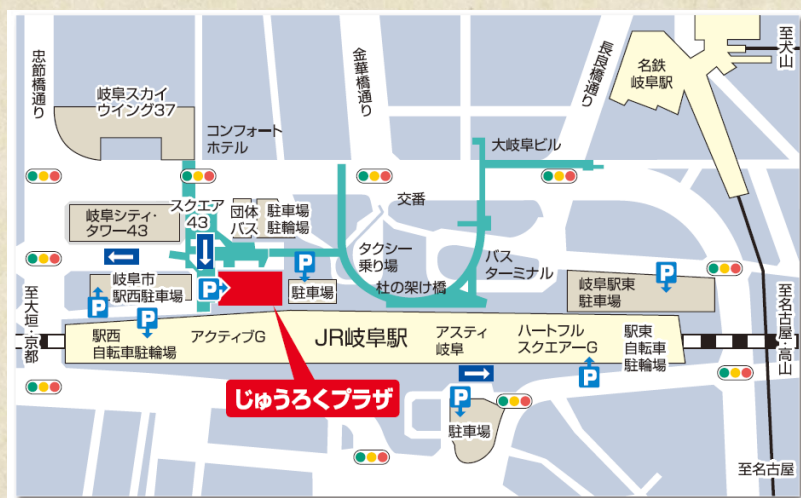 忠節橋通り
金華橋通り
長良橋通り
名鉄
岐阜駅
至犬山
岐阜スカイ
ウイング37
コンフォート
ホテル
大岐阜ビル
交番
岐阜シティ・
タワー43
スクエア
43
団体
バス
駐車場
駐輪場
タクシー
乗り場
バス
ターミナル
杜の架け橋
岐阜市
駅西駐車場
P
P
P
駐車場
岐阜駅東
駐車場
P
至大垣・京都
P
駅西
自転車駐輪場
アクティブG
JR岐阜駅
アスティ
岐阜
ハートフル
スクエアーG
駅東
自転車
駐輪場
至名古屋・高山
P
P
じゅうろくプラザ
駐車場
至名古屋